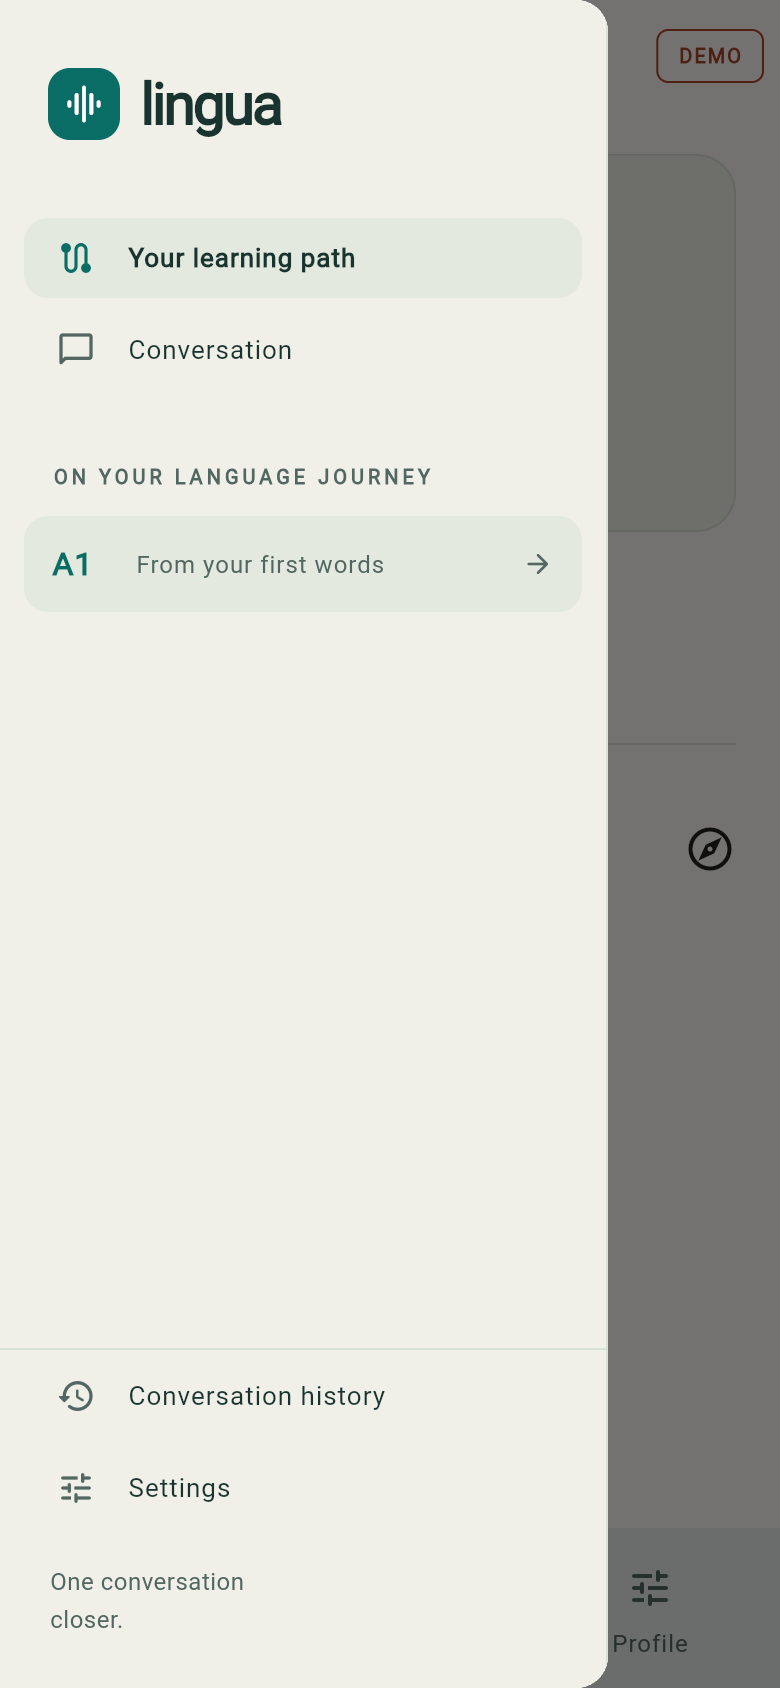 lingua
DEMO
Your learning path
Conversation
ON YOUR LANGUAGE JOURNEY
A1 From your first words
Conversation history
Settings
One conversation
closer.
Profile